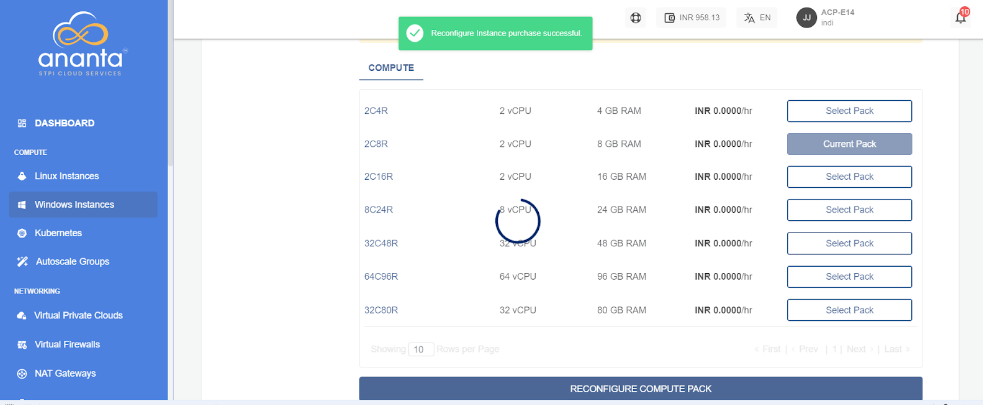 ananta
STPI CLOUD SERVICES
INR 958.13
EN
JJ
ACP-E14
indi
10
Reconfigure Instance purchase successful.
DASHBOARD
COMPUTE
Linux Instances
Windows Instances
Kubernetes
Autoscale Groups
NETWORKING
Virtual Private Clouds
Virtual Firewalls
NAT Gateways
COMPUTE
2C4R 2 vCPU 4 GB RAM INR 0.0000/hr Select Pack
2C8R 2 vCPU 8 GB RAM INR 0.0000/hr Current Pack
2C16R 2 vCPU 16 GB RAM INR 0.0000/hr Select Pack
8C24R 8 vCPU 24 GB RAM INR 0.0000/hr Select Pack
32C48R 32 vCPU 48 GB RAM INR 0.0000/hr Select Pack
64C96R 64 vCPU 96 GB RAM INR 0.0000/hr Select Pack
32C80R 32 vCPU 80 GB RAM INR 0.0000/hr Select Pack
Showing 10 Rows per Page « First | ‹ Prev | 1 | Next › | Last »
RECONFIGURE COMPUTE PACK